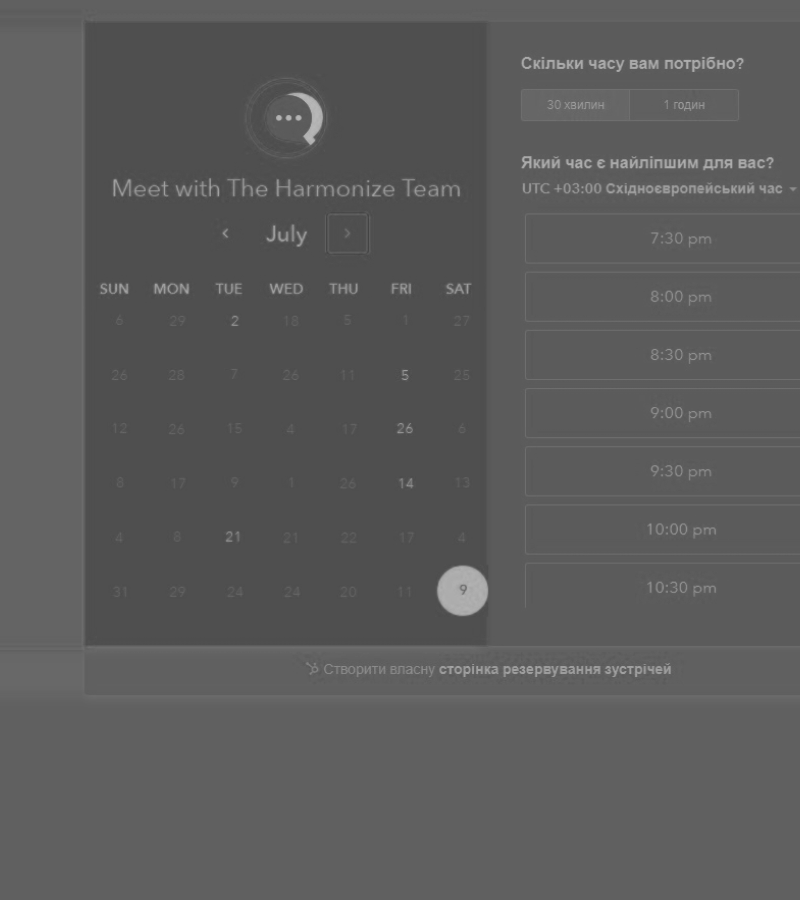 Meet with The Harmonize Team
July
SUN MON TUE WED THU FRI SAT
6 29 2 18 5 1 27
26 28 7 26 11 5 25
12 26 15 4 17 26 6
8 17 9 1 26 14 13
4 8 21 21 22 17 4
31 29 24 24 20 11 9
Скільки часу вам потрібно?
30 хвилин 1 годин
Який час є найліпшим для вас?
UTC +03:00 Східноєвропейський час
7:30 pm
8:00 pm
8:30 pm
9:00 pm
9:30 pm
10:00 pm
10:30 pm
Створити власну сторінка резервування зустрічей